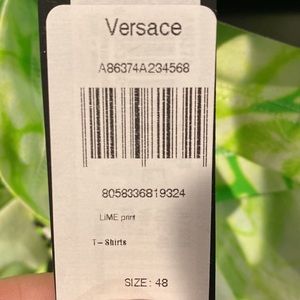 Versace
A86374A234568
8058336819324
LiME print
T- Shirts
SIZE: 48